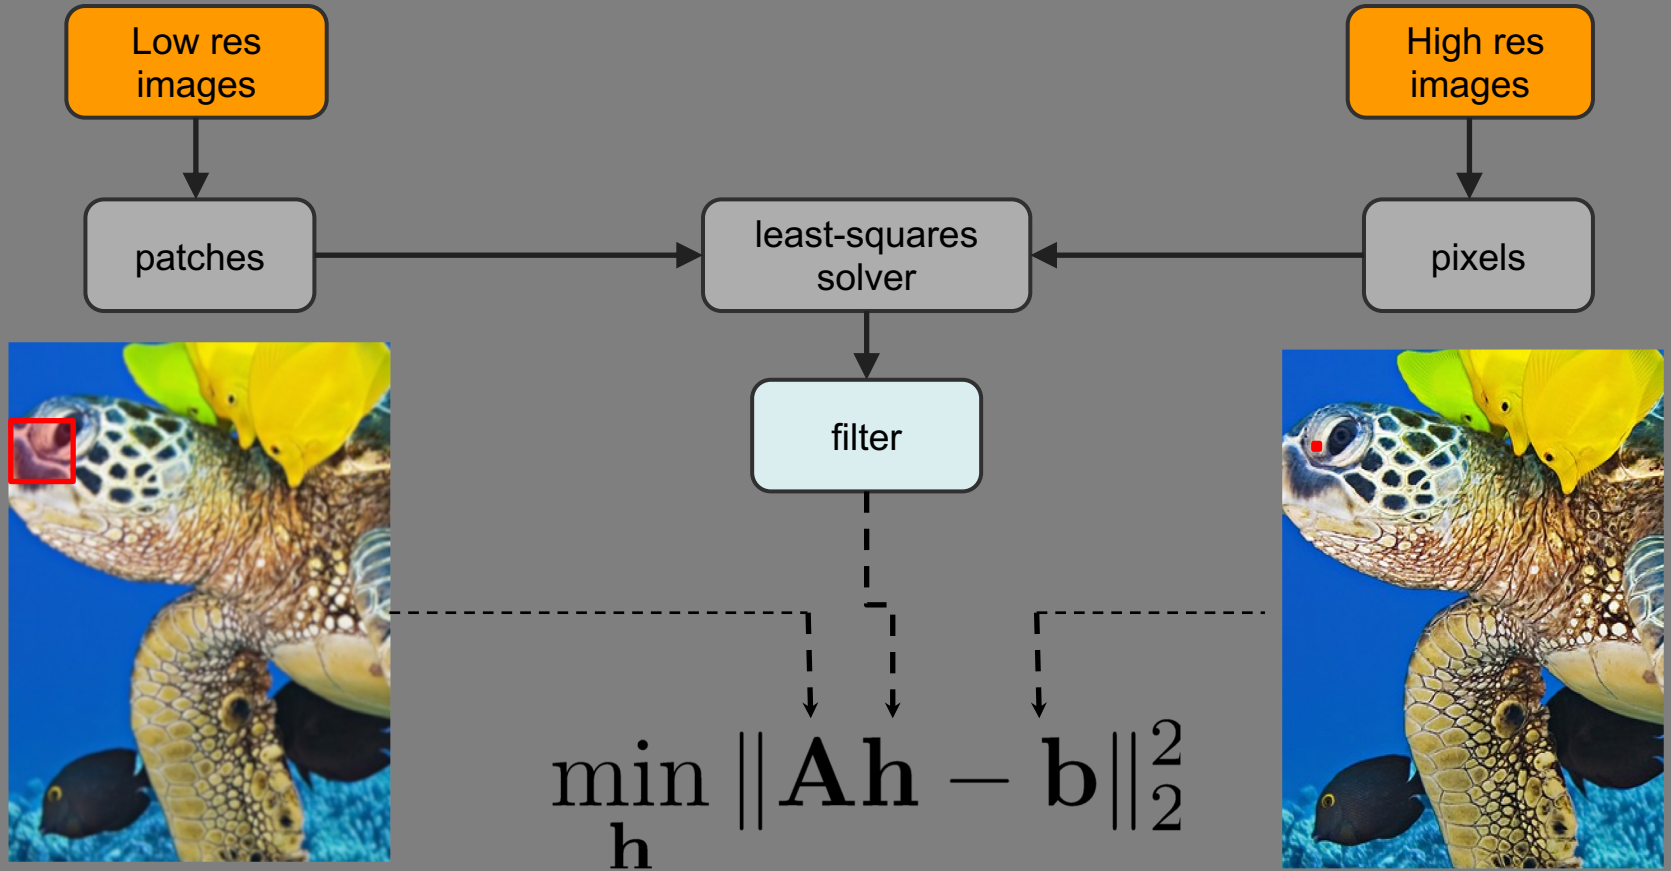 Low res
images
High res
images
patches
least-squares
solver
pixels
filter
min ‖Ah − b‖₂²
h